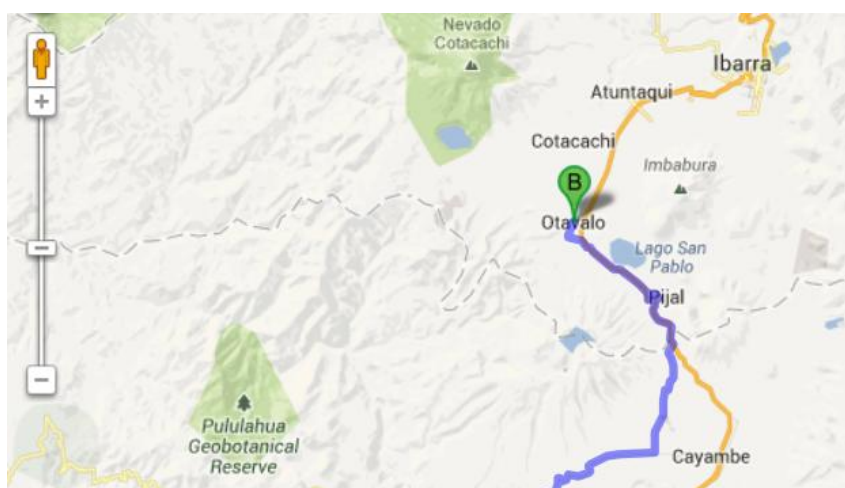 Nevado
Cotacachi
Ibarra
Atuntaqui
Cotacachi
Imbabura
B
Otavalo
Lago San
Pablo
Pijal
Pululahua
Geobotanical
Reserve
Cayambe